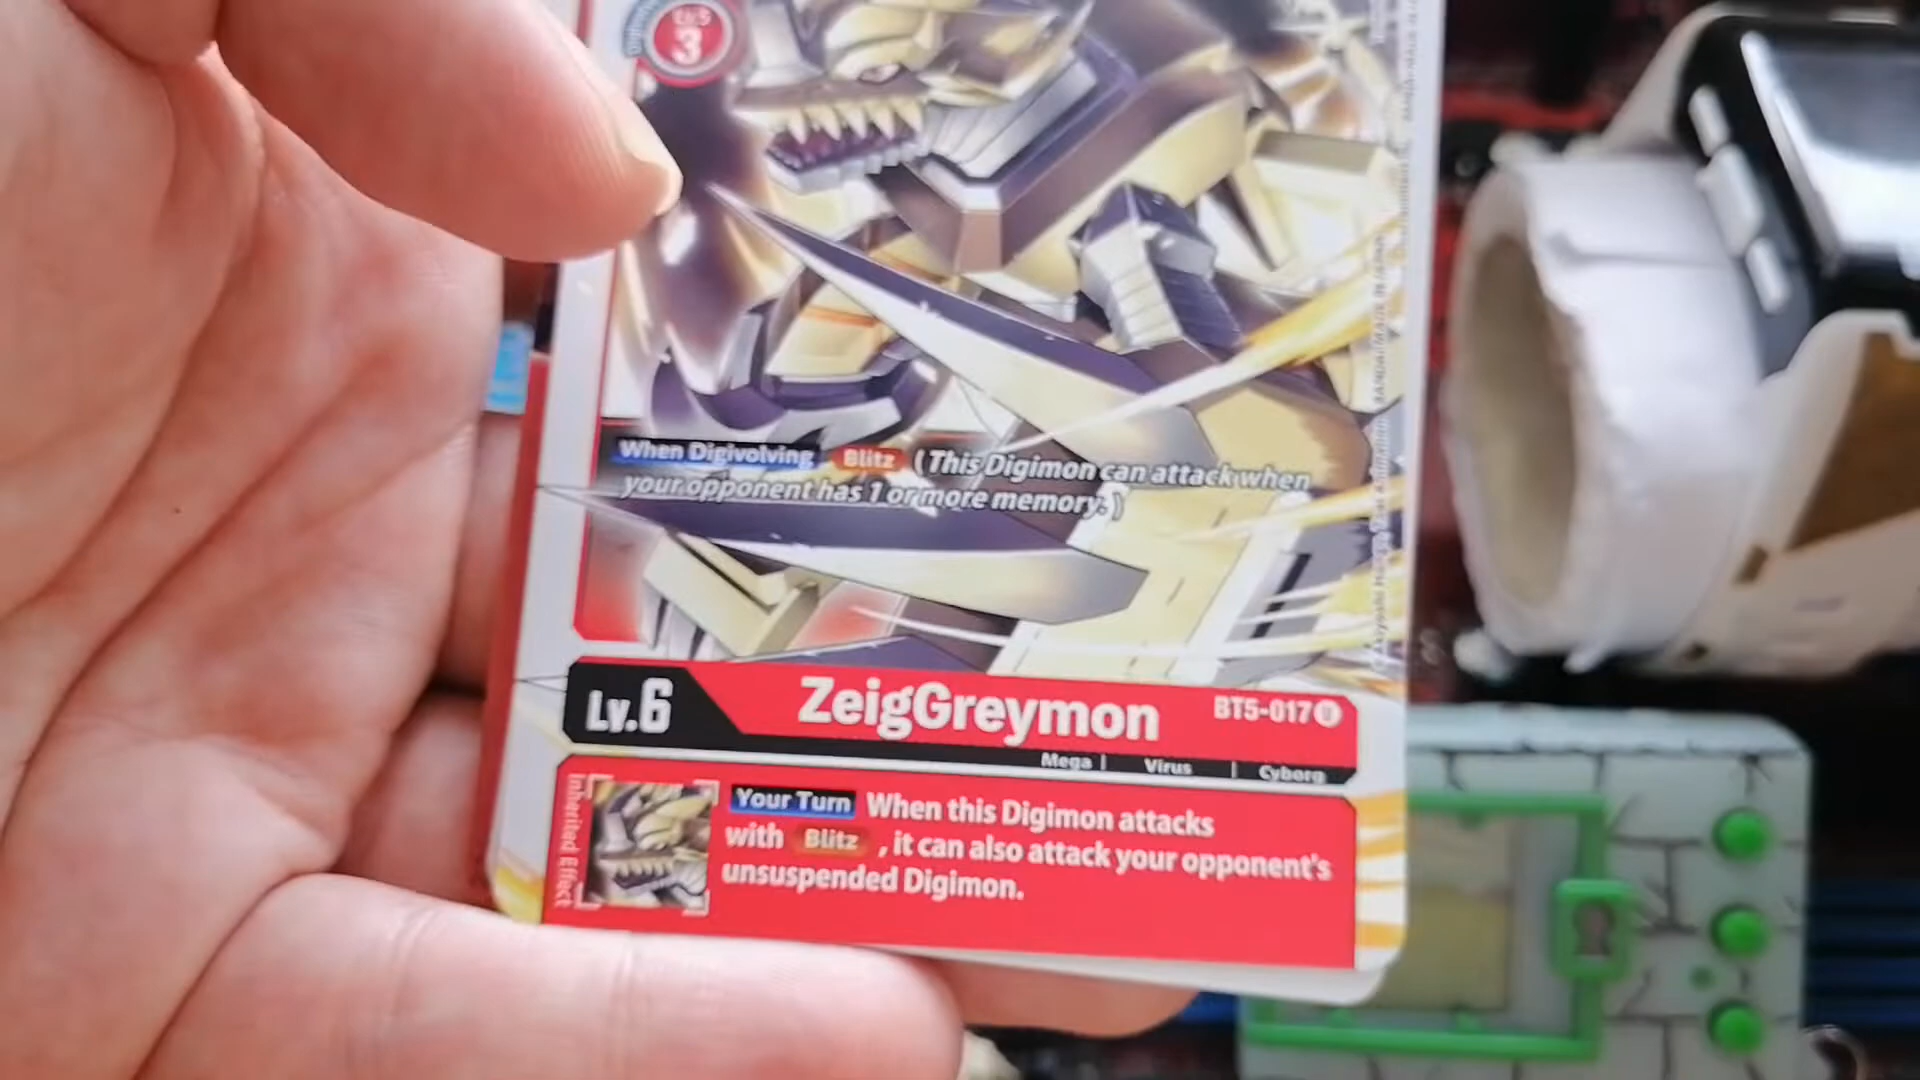 Lv.5
3
When Digivolving Blitz (This Digimon can attack when
your opponent has 1 or more memory.)
Lv.6
ZeigGreymon
BT5-017 U
Mega | Virus | Cyborg
Inherited Effect
Your Turn When this Digimon attacks
with Blitz , it can also attack your opponent's
unsuspended Digimon.